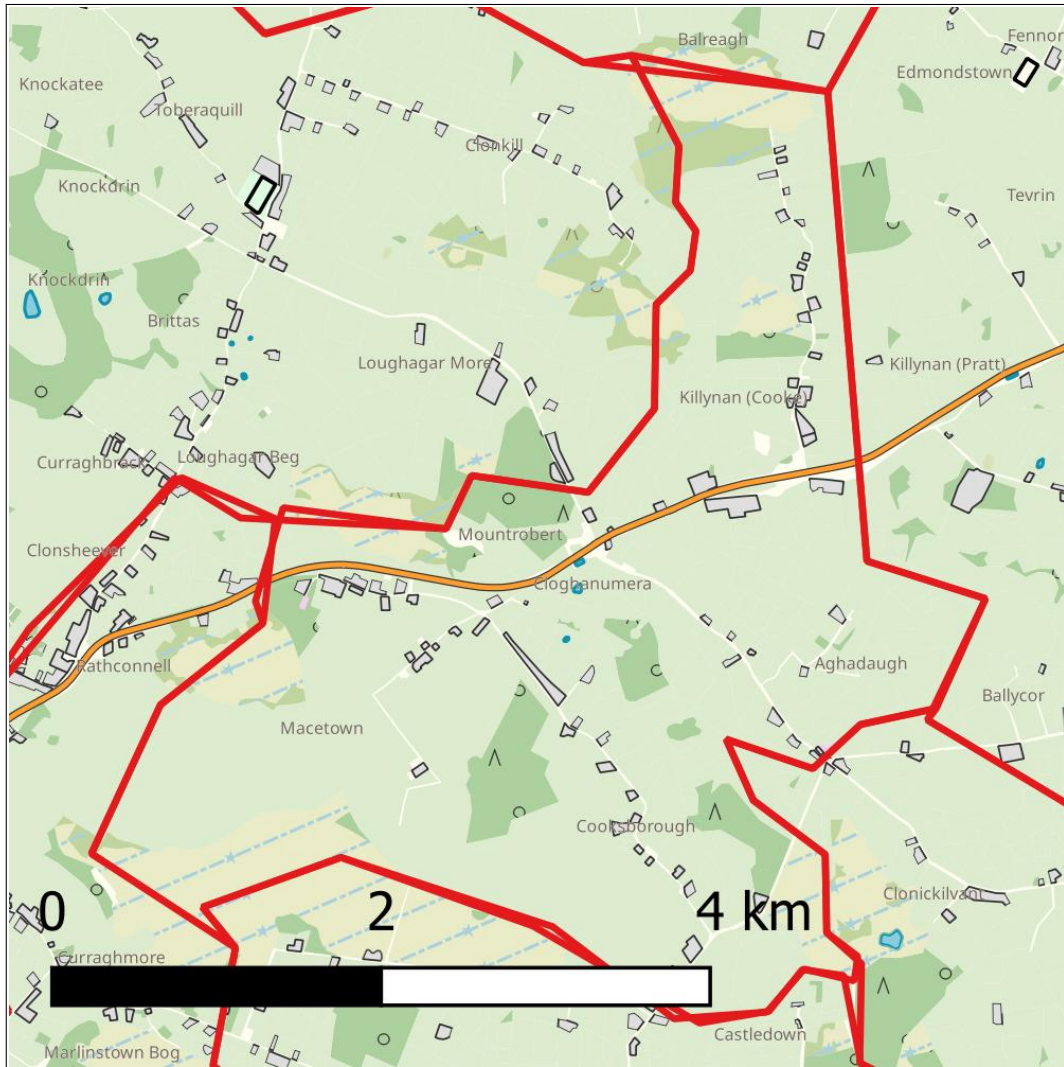 Balreagh
Fennor
Edmondstown
Knockatee
Toberaquill
Clonkill
Knockdrin
Tevrin
Knockdrin
Brittas
Loughagar More
Killynan (Pratt)
Killynan (Cooke)
Curraghbrack
Loughagar Beg
Mountrobert
Clonsheever
Cloghanumera
Rathconnell
Aghadaugh
Ballycor
Macetown
Cooksborough
Clonickilvant
0 2 4 km
Curraghmore
Castledown
Marlinstown Bog